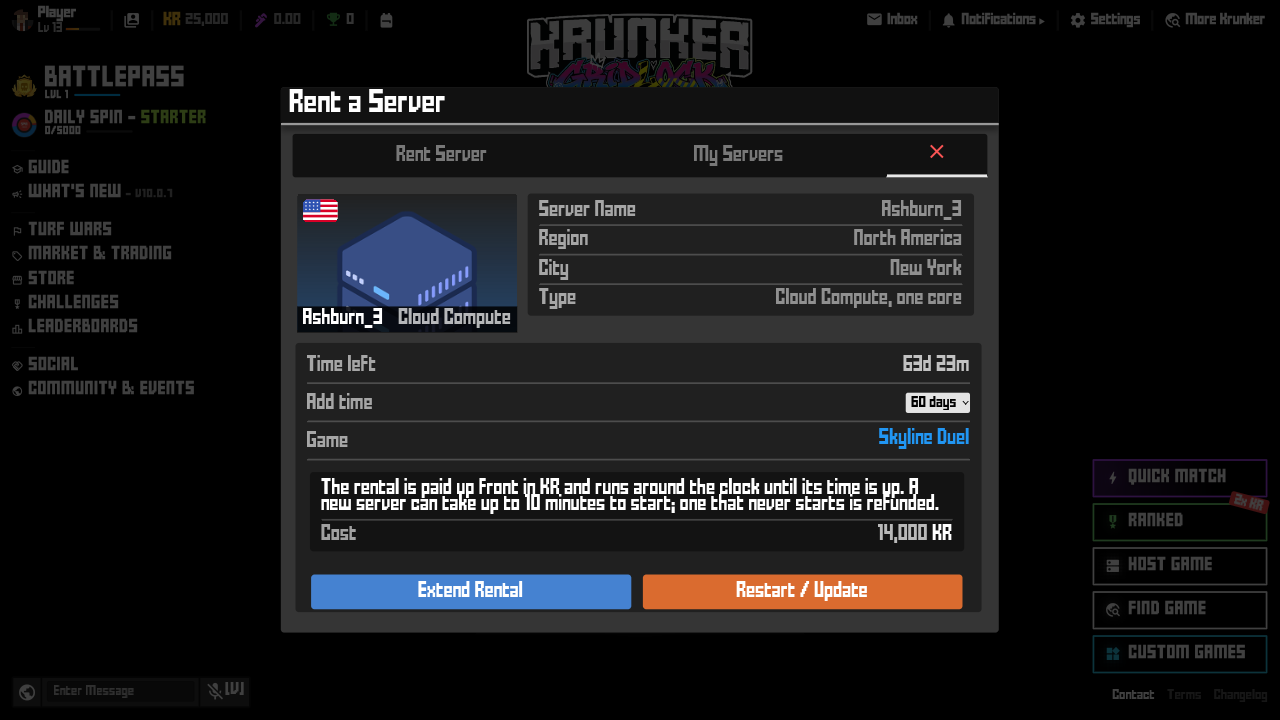 Player
Lvl 13
KR 25,000
0.00
0
KRUNKER
GRIDLOCK
Inbox
Notifications
Settings
More Krunker
BATTLEPASS
LVL 1
DAILY SPIN - STARTER
0/5000
GUIDE
WHAT'S NEW - V10.0.7
TURF WARS
MARKET & TRADING
STORE
CHALLENGES
LEADERBOARDS
SOCIAL
COMMUNITY & EVENTS
Rent a Server
Rent Server
My Servers
Ashburn_3 Cloud Compute
Server Name Ashburn_3
Region North America
City New York
Type Cloud Compute, one core
Time left 63d 23m
Add time 60 days
Game Skyline Duel
The rental is paid up front in KR and runs around the clock until its time is up. A
new server can take up to 10 minutes to start; one that never starts is refunded.
Cost 14,000 KR
Extend Rental
Restart / Update
QUICK MATCH
2x KR
RANKED
HOST GAME
FIND GAME
CUSTOM GAMES
Enter Message
[V]
Contact Terms Changelog